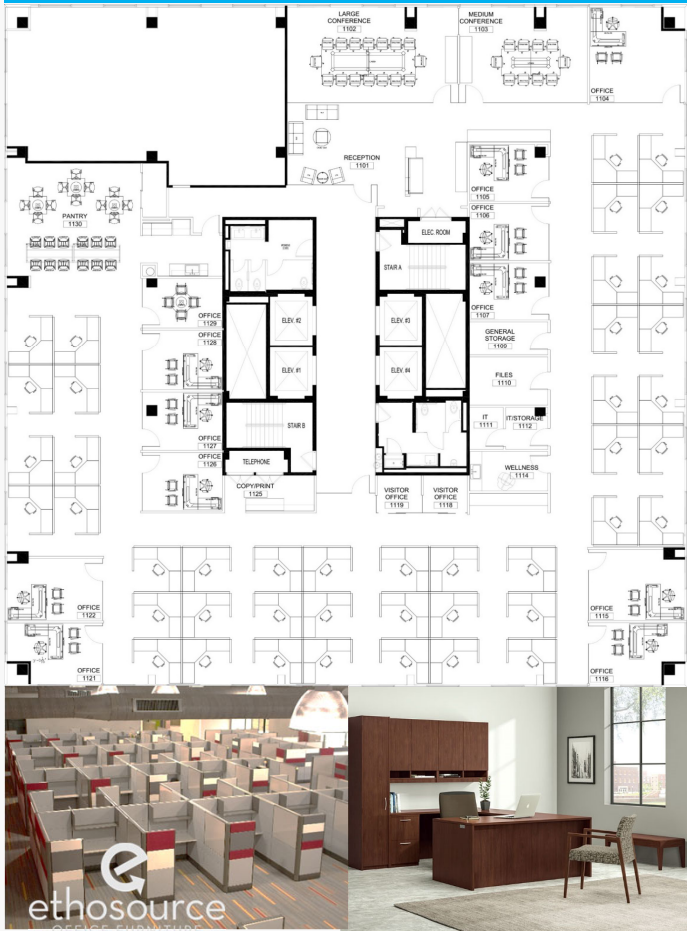 LARGE
CONFERENCE
1102
MEDIUM
CONFERENCE
1103
OFFICE
1104
RECEPTION
1101
OFFICE
1105
OFFICE
1106
PANTRY
1130
ELEC. ROOM
STAIR A
OFFICE
1107
OFFICE
1129
OFFICE
1128
ELEV. #2
ELEV. #3
GENERAL
STORAGE
1109
ELEV. #1
ELEV. #4
FILES
1110
STAIR B
IT
1111
IT/STORAGE
1112
OFFICE
1127
OFFICE
1126
TELEPHONE
WELLNESS
1114
COPY/PRINT
1125
VISITOR
OFFICE
1119
VISITOR
OFFICE
1118
OFFICE
1122
OFFICE
1115
OFFICE
1121
OFFICE
1116
e
ethosource
OFFICE FURNITURE